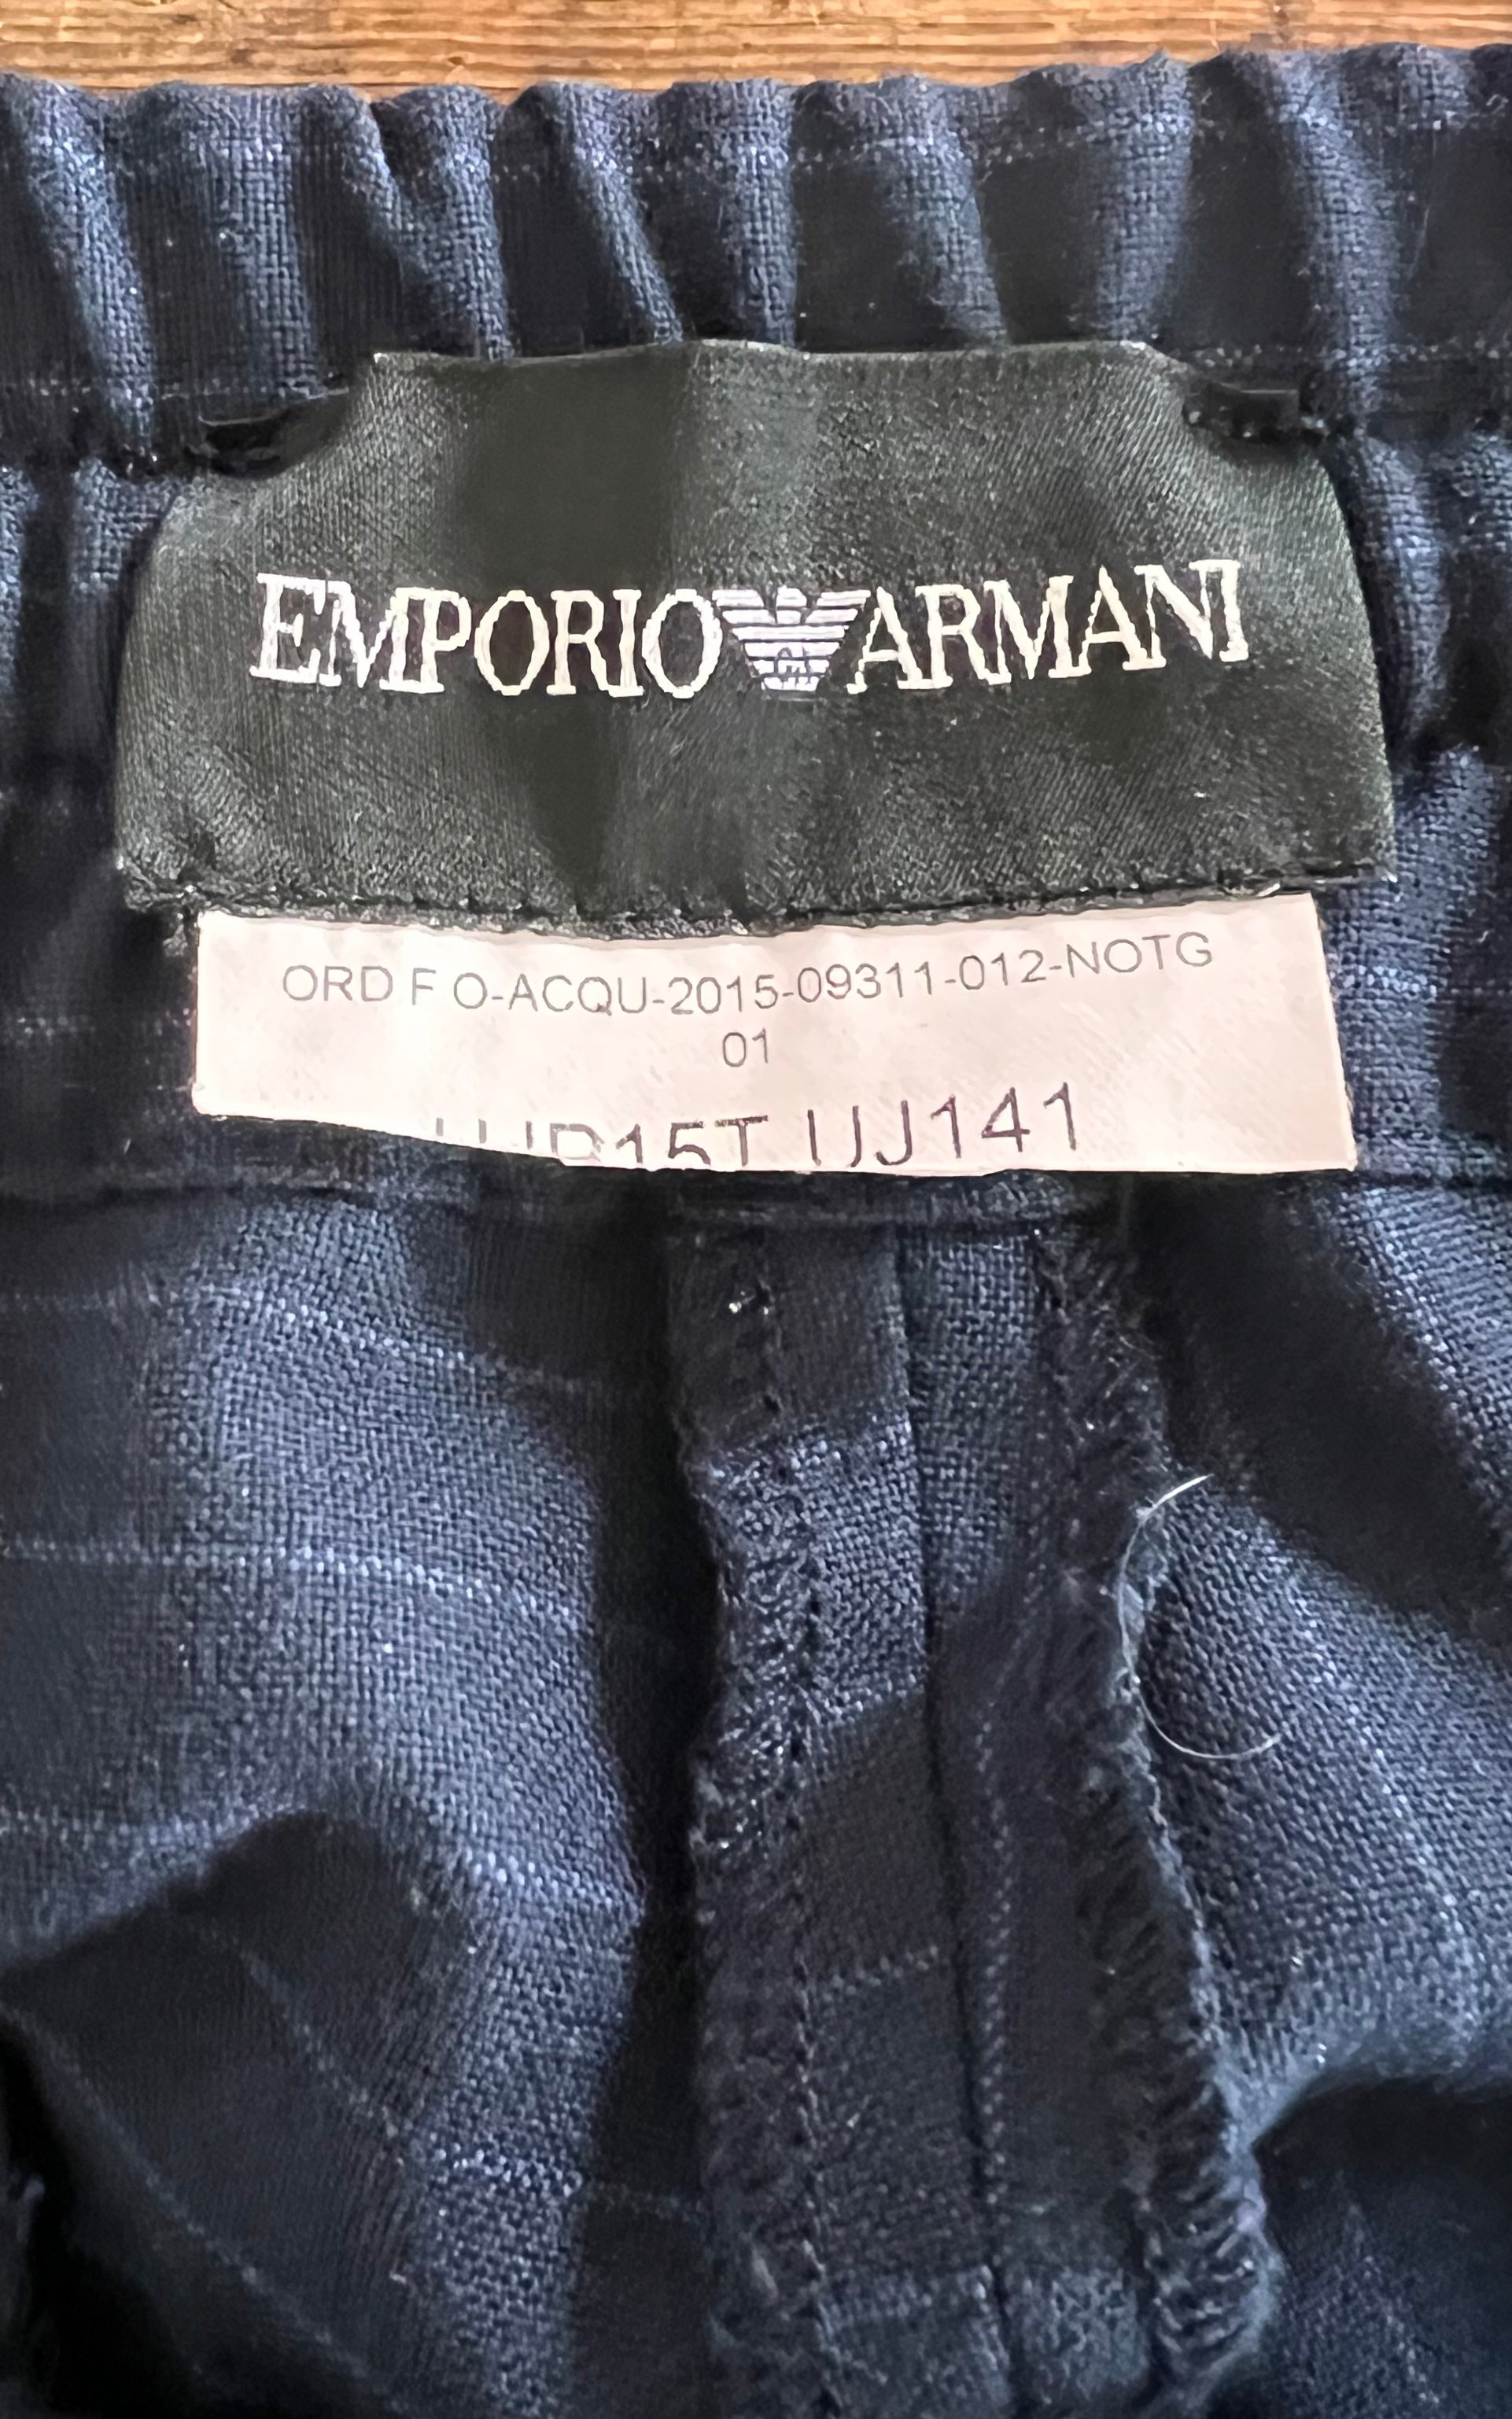 EMPORIO ARMANI
ORD F O-ACQU-2015-09311-012-NOTG
01
UJ141